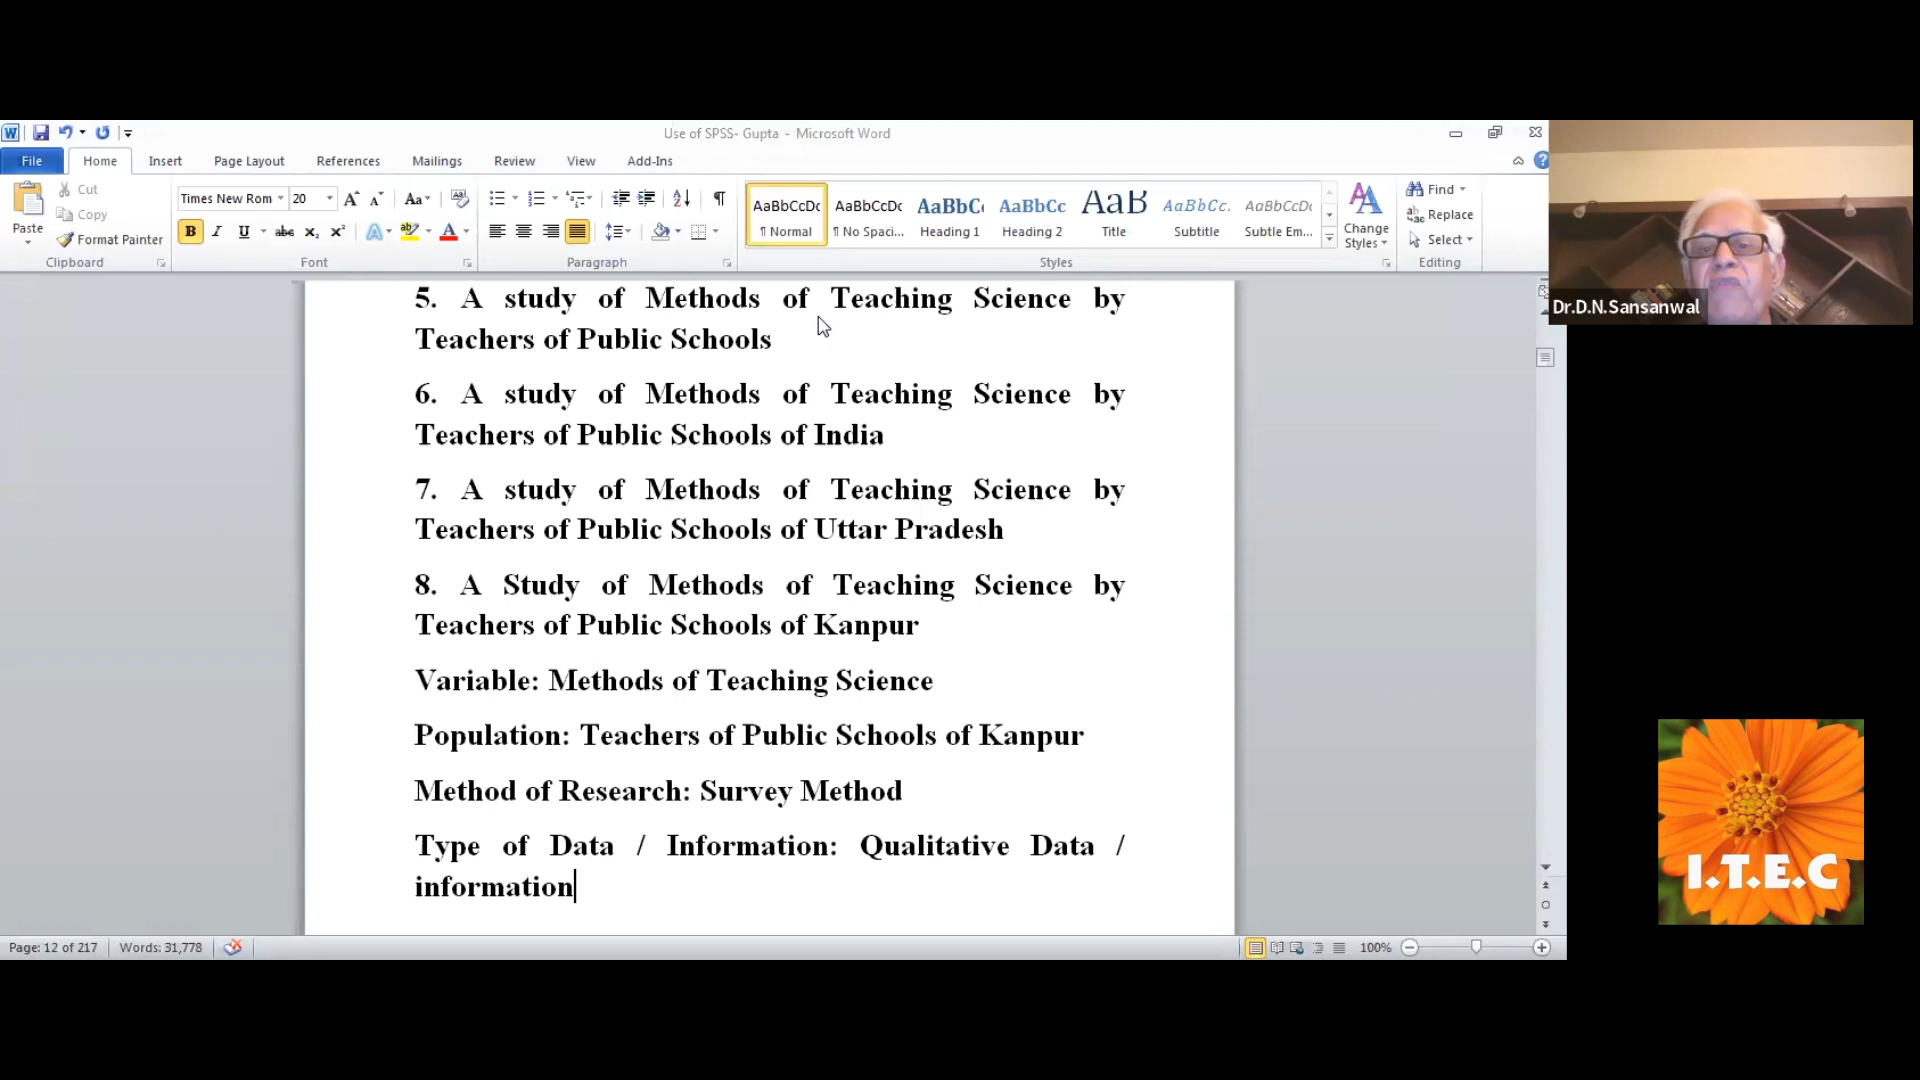 Use of SPSS- Gupta - Microsoft Word
File Home Insert Page Layout References Mailings Review View Add-Ins
Paste
Cut
Copy
Format Painter
Clipboard
Times New Rom 20
Font
Paragraph
AaBbCcDc AaBbCcDc AaBbC AaBbCc AaB AaBbCc. AaBbCcDc
¶ Normal ¶ No Spaci... Heading 1 Heading 2 Title Subtitle Subtle Em...
Styles
Change
Styles
Find
Replace
Select
Editing
Dr.D.N.Sansanwal
5. A study of Methods of Teaching Science by
Teachers of Public Schools
6. A study of Methods of Teaching Science by
Teachers of Public Schools of India
7. A study of Methods of Teaching Science by
Teachers of Public Schools of Uttar Pradesh
8. A Study of Methods of Teaching Science by
Teachers of Public Schools of Kanpur
Variable: Methods of Teaching Science
Population: Teachers of Public Schools of Kanpur
Method of Research: Survey Method
Type of Data / Information: Qualitative Data /
information
I.T.E.C
Page: 12 of 217 Words: 31,778 100%